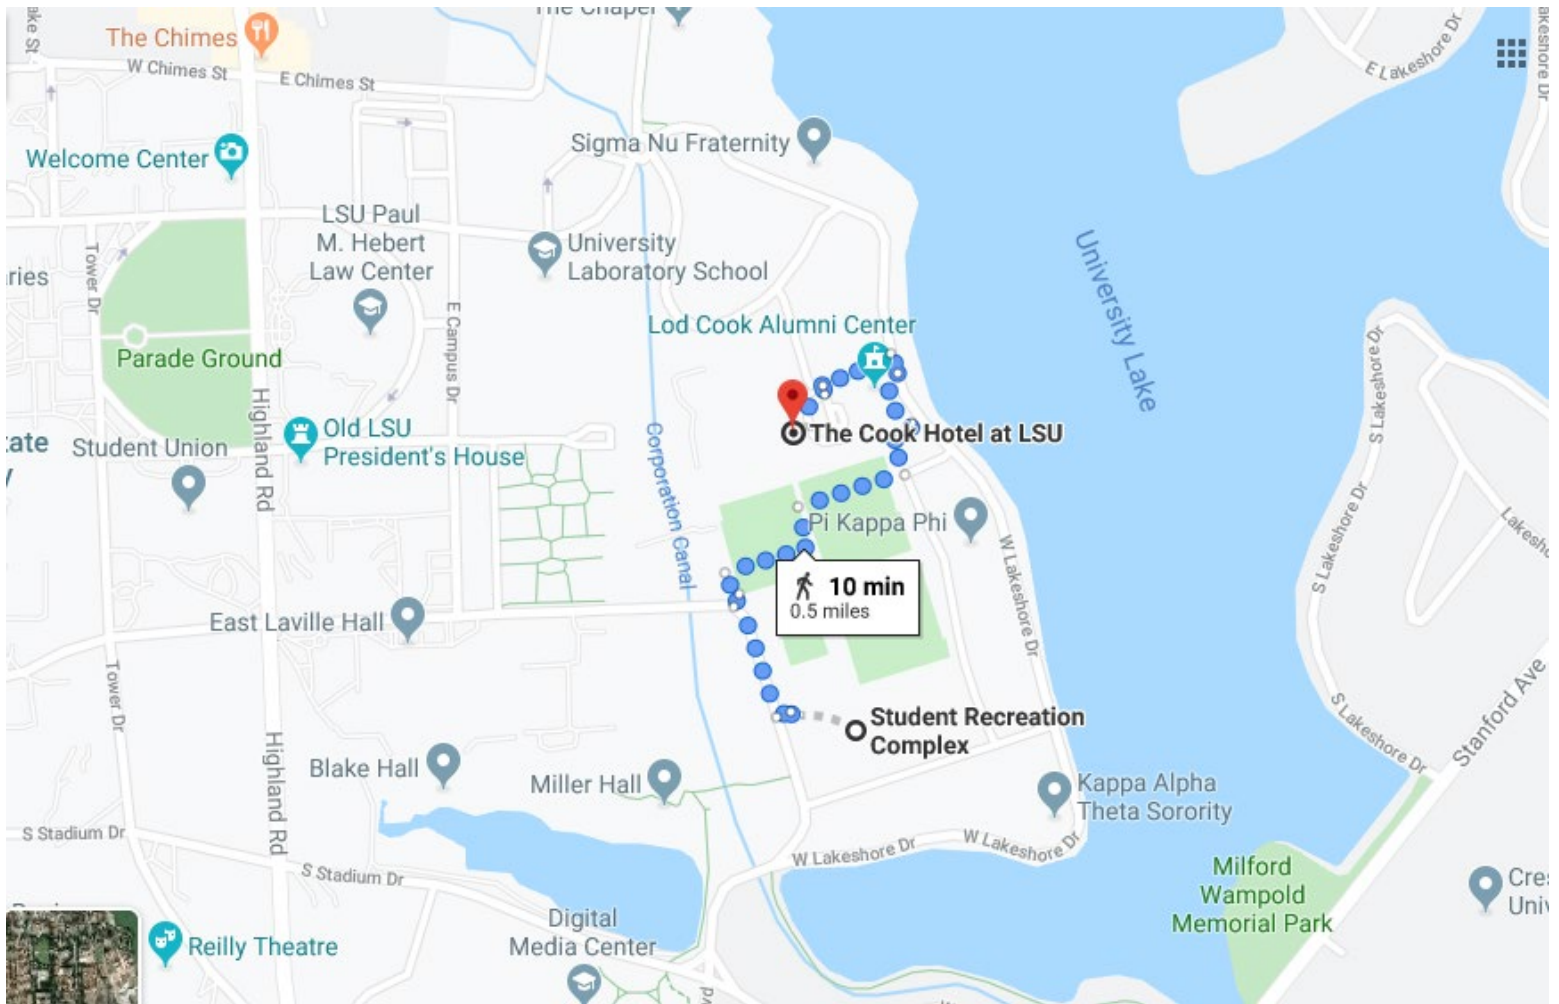 The Chapel
The Chimes
W Chimes St
E Chimes St
E Lakeshore Dr
Sigma Nu Fraternity
Welcome Center
LSU Paul
M. Hebert
Law Center
University
Laboratory School
Tower Dr
University Lake
Lod Cook Alumni Center
E Campus Dr
Parade Ground
S Lakeshore Dr
Highland Rd
Old LSU
President's House
Student Union
Corporation Canal
The Cook Hotel at LSU
Pi Kappa Phi
S Lakeshore Dr
W Lakeshore Dr
10 min
0.5 miles
East Laville Hall
Tower Dr
Student Recreation
Complex
Stanford Ave
S Lakeshore Dr
Highland Rd
Blake Hall
Miller Hall
Kappa Alpha
Theta Sorority
S Stadium Dr
W Lakeshore Dr
W Lakeshore Dr
S Stadium Dr
Milford
Wampold
Memorial Park
Digital
Media Center
Reilly Theatre